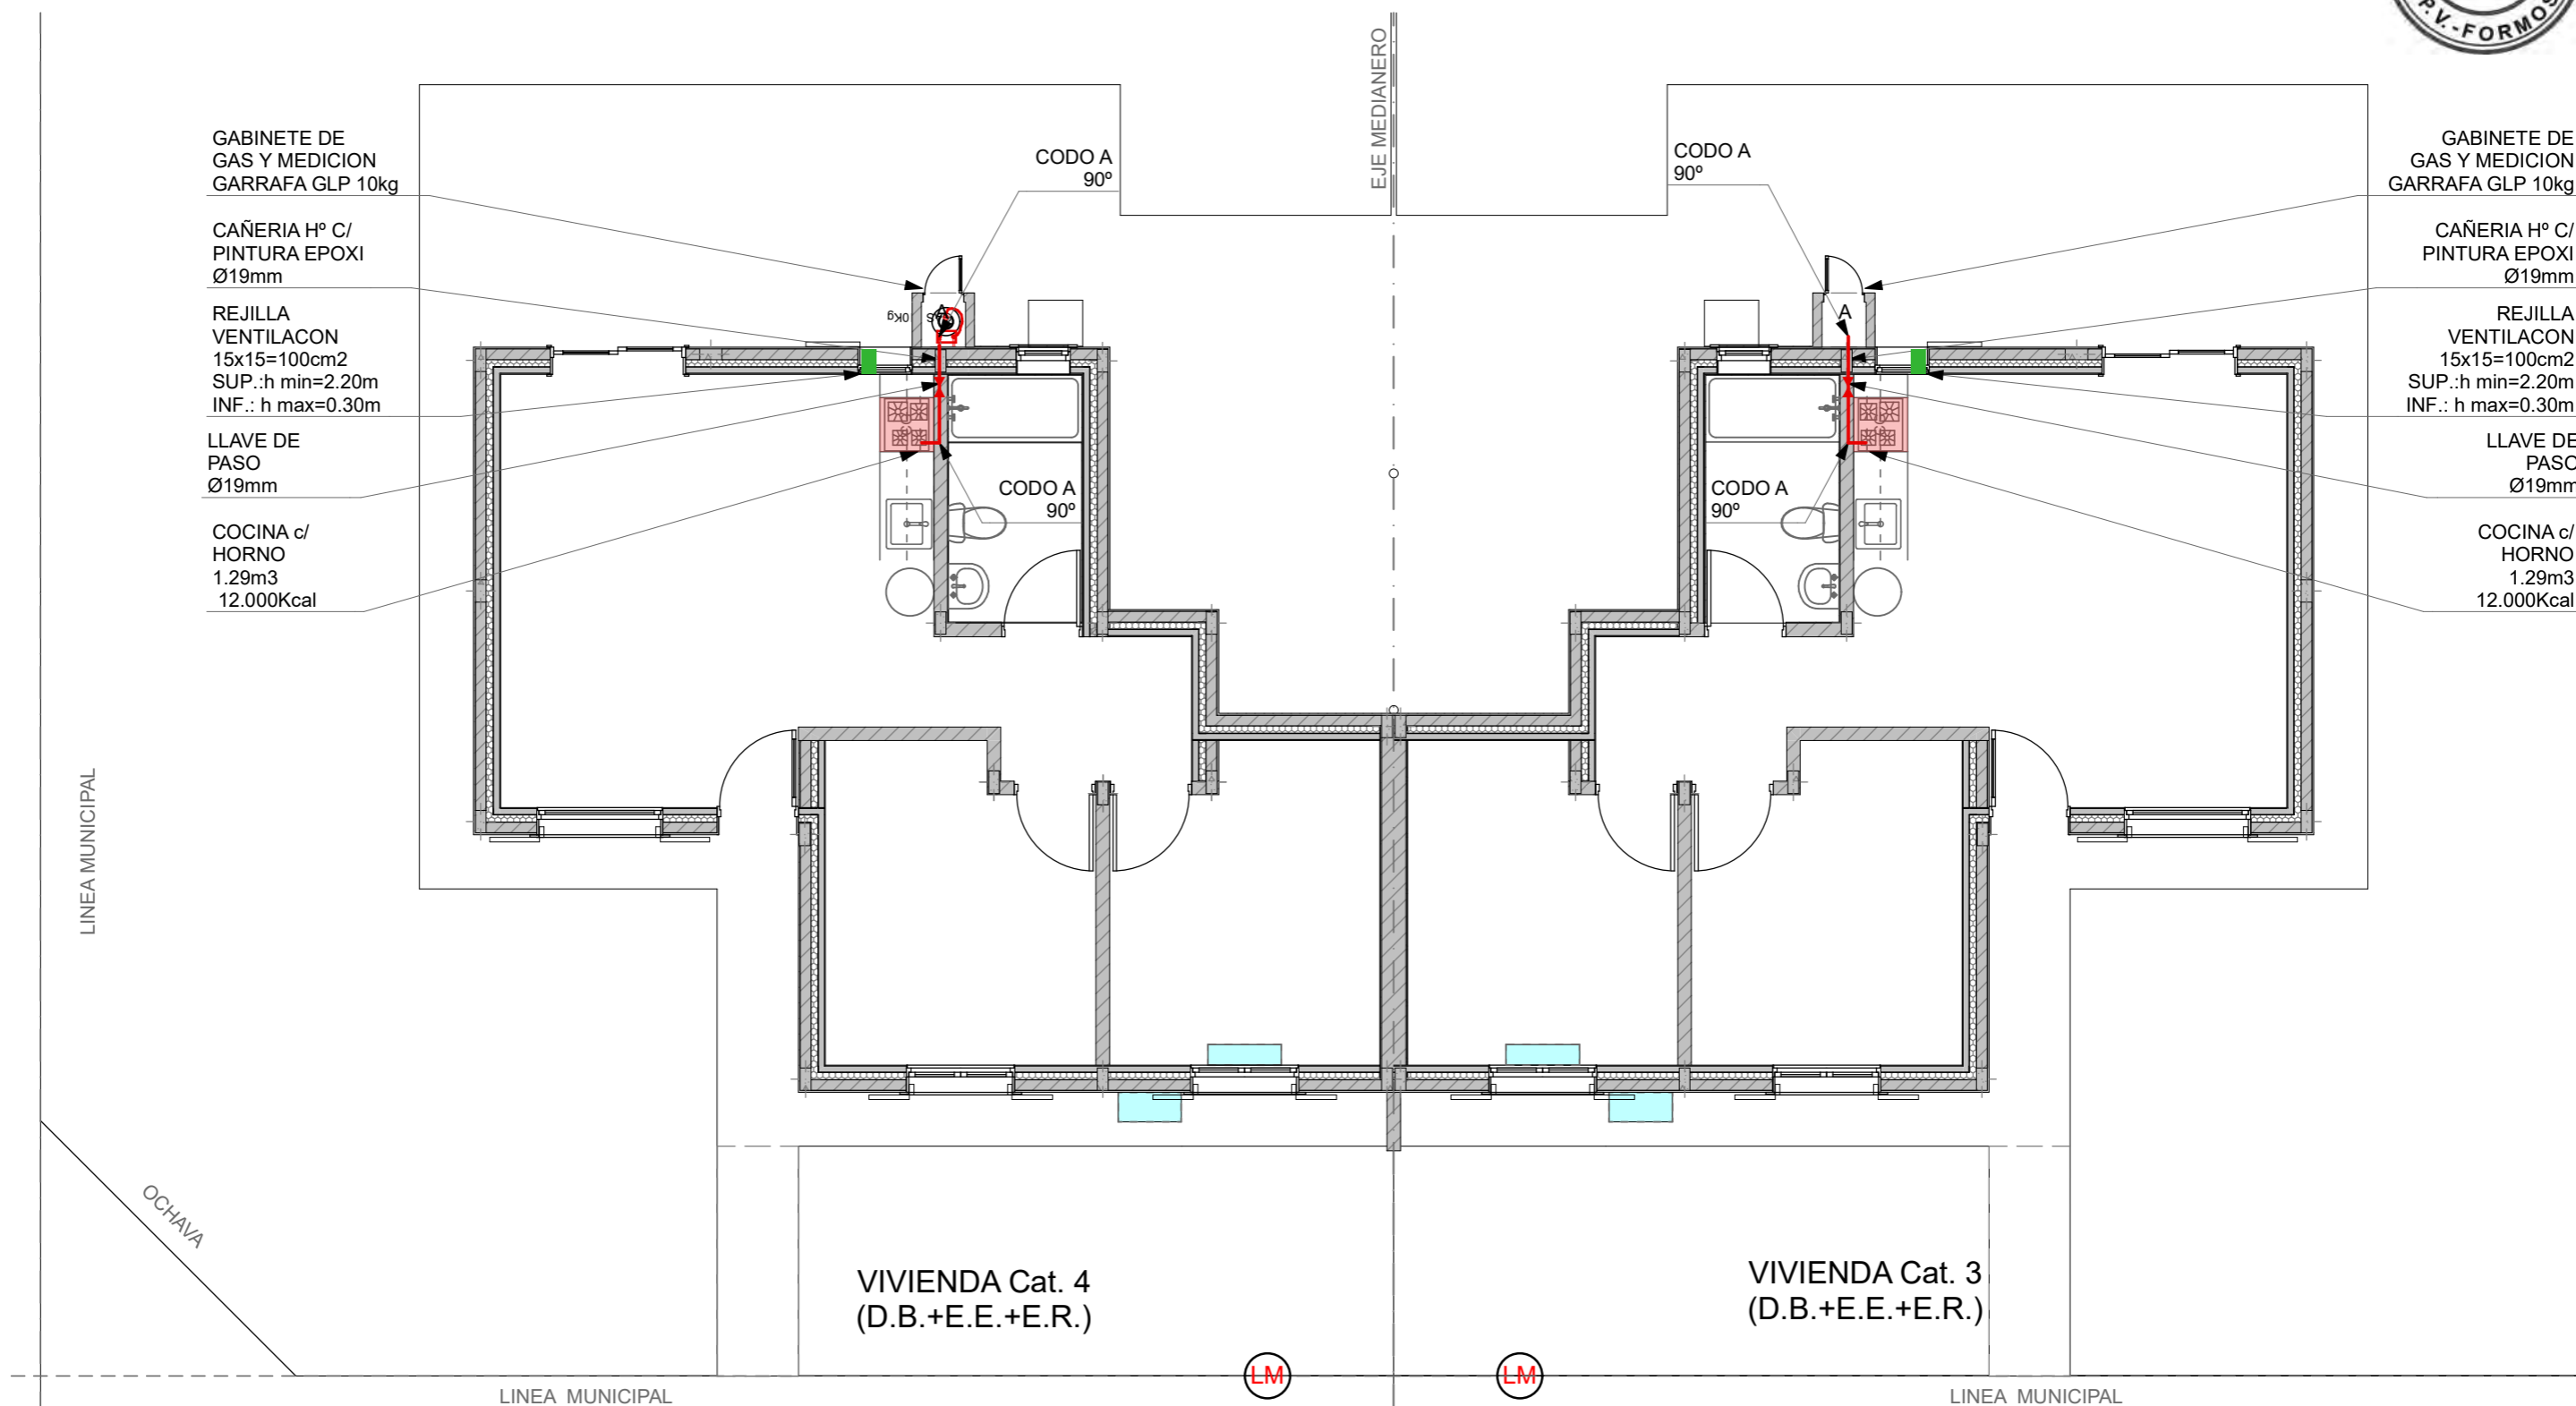 P.V.-FORMOS
EJE MEDIANERO
GABINETE DE
GAS Y MEDICION
GARRAFA GLP 10kg
CAÑERIA Hº C/
PINTURA EPOXI
Ø19mm
REJILLA
VENTILACON
15x15=100cm2
SUP.:h min=2.20m
INF.: h max=0.30m
LLAVE DE
PASO
Ø19mm
COCINA c/
HORNO
1.29m3
12.000Kcal
CODO A
90º
A
0Kg
CODO A
90º
CODO A
90º
A
CODO A
90º
GABINETE DE
GAS Y MEDICION
GARRAFA GLP 10kg
CAÑERIA Hº C/
PINTURA EPOXI
Ø19mm
REJILLA
VENTILACON
15x15=100cm2
SUP.:h min=2.20m
INF.: h max=0.30m
LLAVE DE
PASO
Ø19mm
COCINA c/
HORNO
1.29m3
12.000Kcal
LINEA MUNICIPAL
OCHAVA
VIVIENDA Cat. 4
(D.B.+E.E.+E.R.)
VIVIENDA Cat. 3
(D.B.+E.E.+E.R.)
LM
LM
LINEA MUNICIPAL
LINEA MUNICIPAL